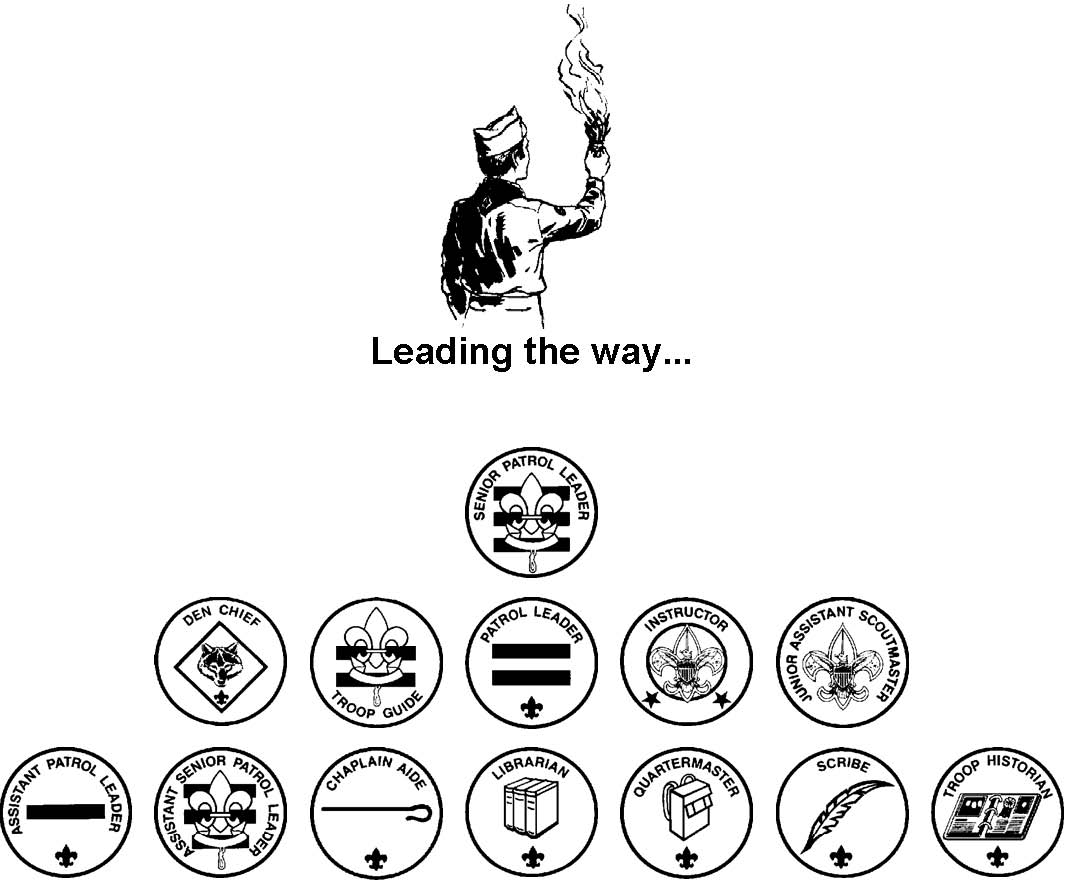 Leading the way...
SENIOR PATROL LEADER
DEN CHIEF
TROOP GUIDE
PATROL LEADER
INSTRUCTOR
JUNIOR ASSISTANT SCOUTMASTER
ASSISTANT PATROL LEADER
ASSISTANT SENIOR PATROL LEADER
CHAPLAIN AIDE
LIBRARIAN
QUARTERMASTER
SCRIBE
TROOP HISTORIAN